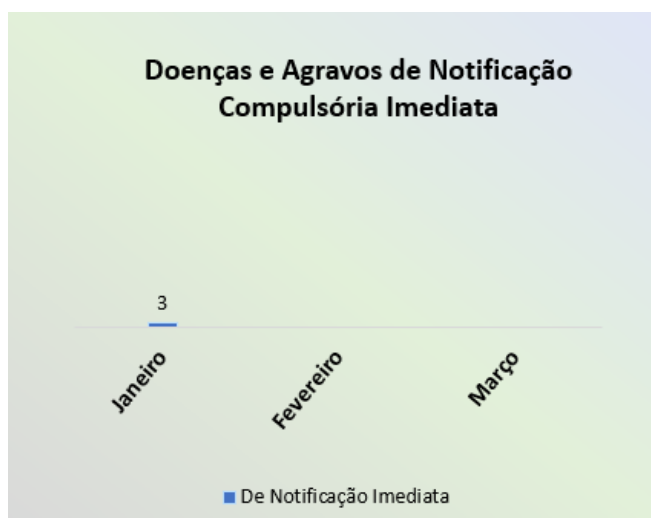 Doenças e Agravos de Notificação
Compulsória Imediata
3
Janeiro
Fevereiro
Março
De Notificação Imediata